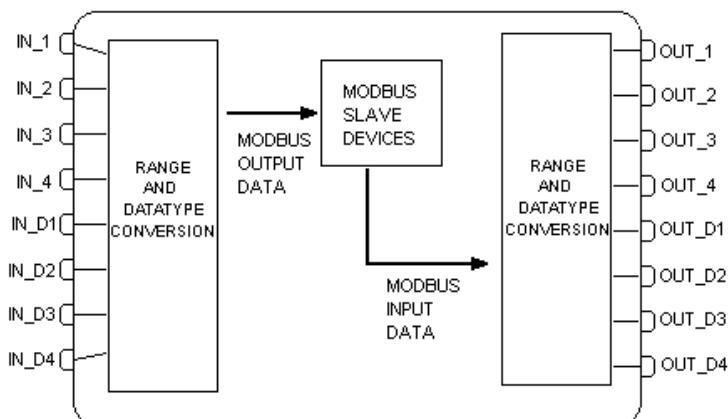 IN_1
IN_2
IN_3
IN_4
IN_D1
IN_D2
IN_D3
IN_D4
RANGE
AND
DATATYPE
CONVERSION
MODBUS
OUTPUT
DATA
MODBUS
SLAVE
DEVICES
MODBUS
INPUT
DATA
RANGE
AND
DATATYPE
CONVERSION
OUT_1
OUT_2
OUT_3
OUT_4
OUT_D1
OUT_D2
OUT_D3
OUT_D4